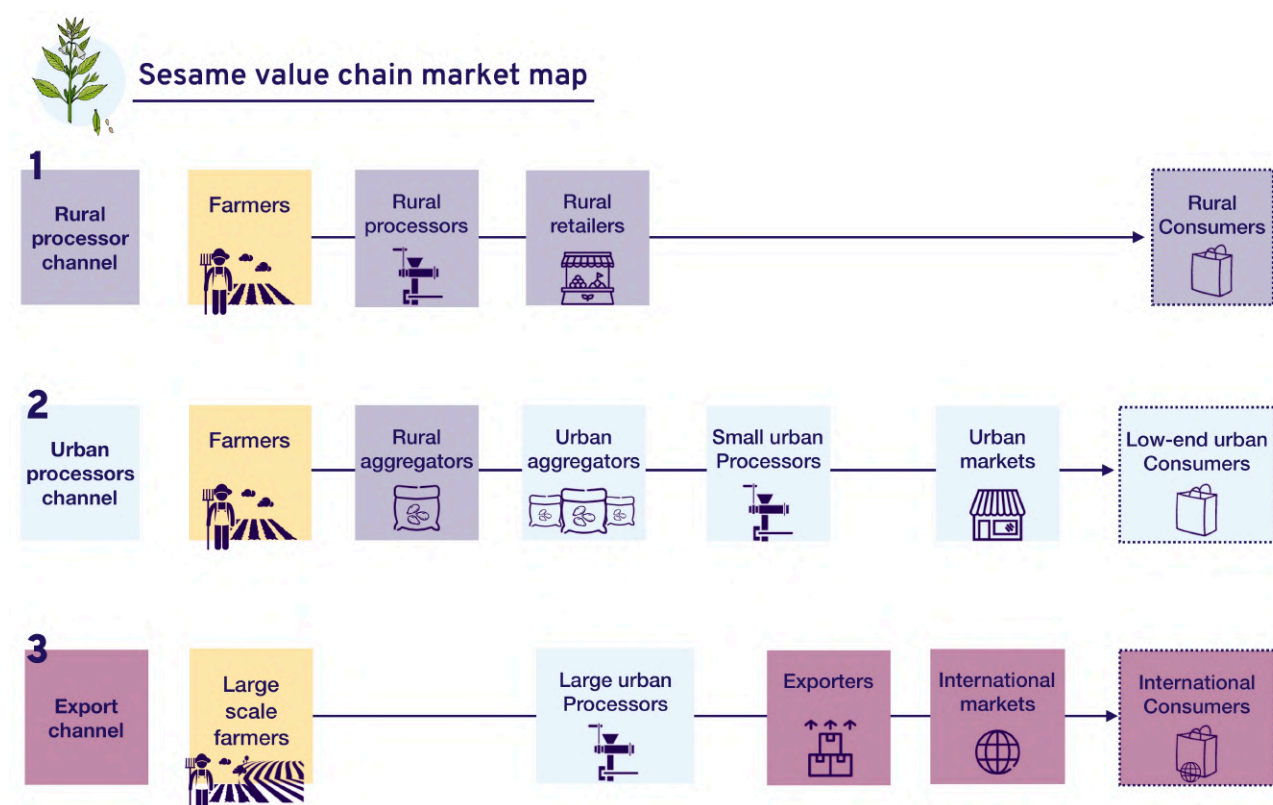 Sesame value chain market map
1
Rural
processor
channel
Farmers
Rural
processors
Rural
retailers
Rural
Consumers
2
Urban
processors
channel
Farmers
Rural
aggregators
Urban
aggregators
Small urban
Processors
Urban
markets
Low-end urban
Consumers
3
Export
channel
Large
scale
farmers
Large urban
Processors
Exporters
International
markets
International
Consumers